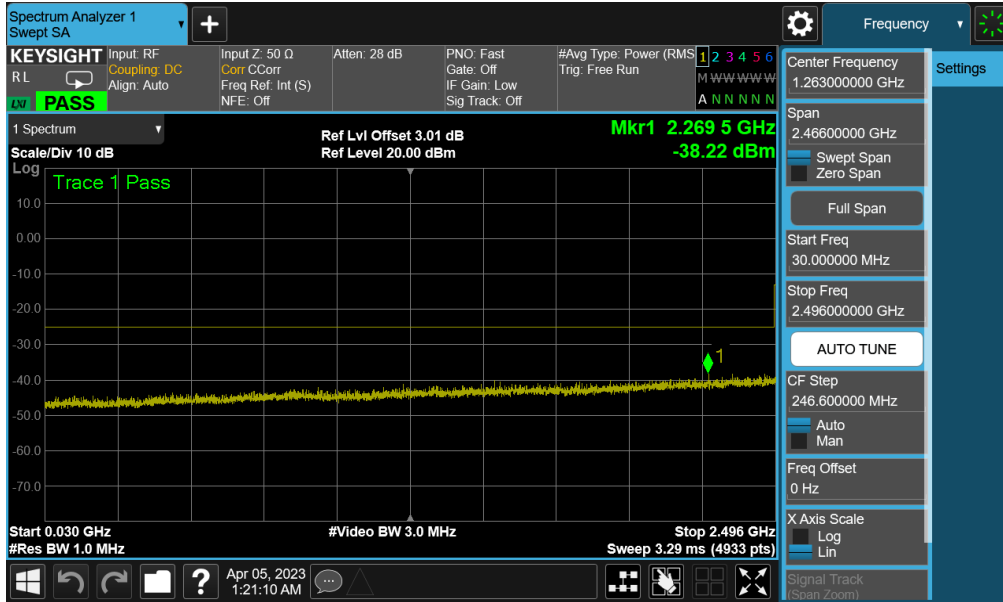 Spectrum Analyzer 1
Swept SA
+
Frequency
KEYSIGHT
RL
LXI
PASS
Input: RF
Coupling: DC
Align: Auto
Input Z: 50 Ω
Corr CCorr
Freq Ref: Int (S)
NFE: Off
Atten: 28 dB
PNO: Fast
Gate: Off
IF Gain: Low
Sig Track: Off
#Avg Type: Power (RMS
Trig: Free Run
1 2 3 4 5 6
M W W W W W
A N N N N N
1 Spectrum
Scale/Div 10 dB
Ref Lvl Offset 3.01 dB
Ref Level 20.00 dBm
Mkr1 2.269 5 GHz
-38.22 dBm
Log
Trace 1 Pass
10.0
0.00
-10.0
-20.0
-30.0
1
-40.0
-50.0
-60.0
-70.0
Start 0.030 GHz
#Video BW 3.0 MHz
Stop 2.496 GHz
#Res BW 1.0 MHz
Sweep 3.29 ms (4933 pts)
Center Frequency
1.263000000 GHz
Span
2.46600000 GHz
Swept Span
Zero Span
Full Span
Start Freq
30.000000 MHz
Stop Freq
2.496000000 GHz
AUTO TUNE
CF Step
246.600000 MHz
Auto
Man
Freq Offset
0 Hz
X Axis Scale
Log
Lin
Signal Track
(Span Zoom)
Settings
?
Apr 05, 2023
1:21:10 AM